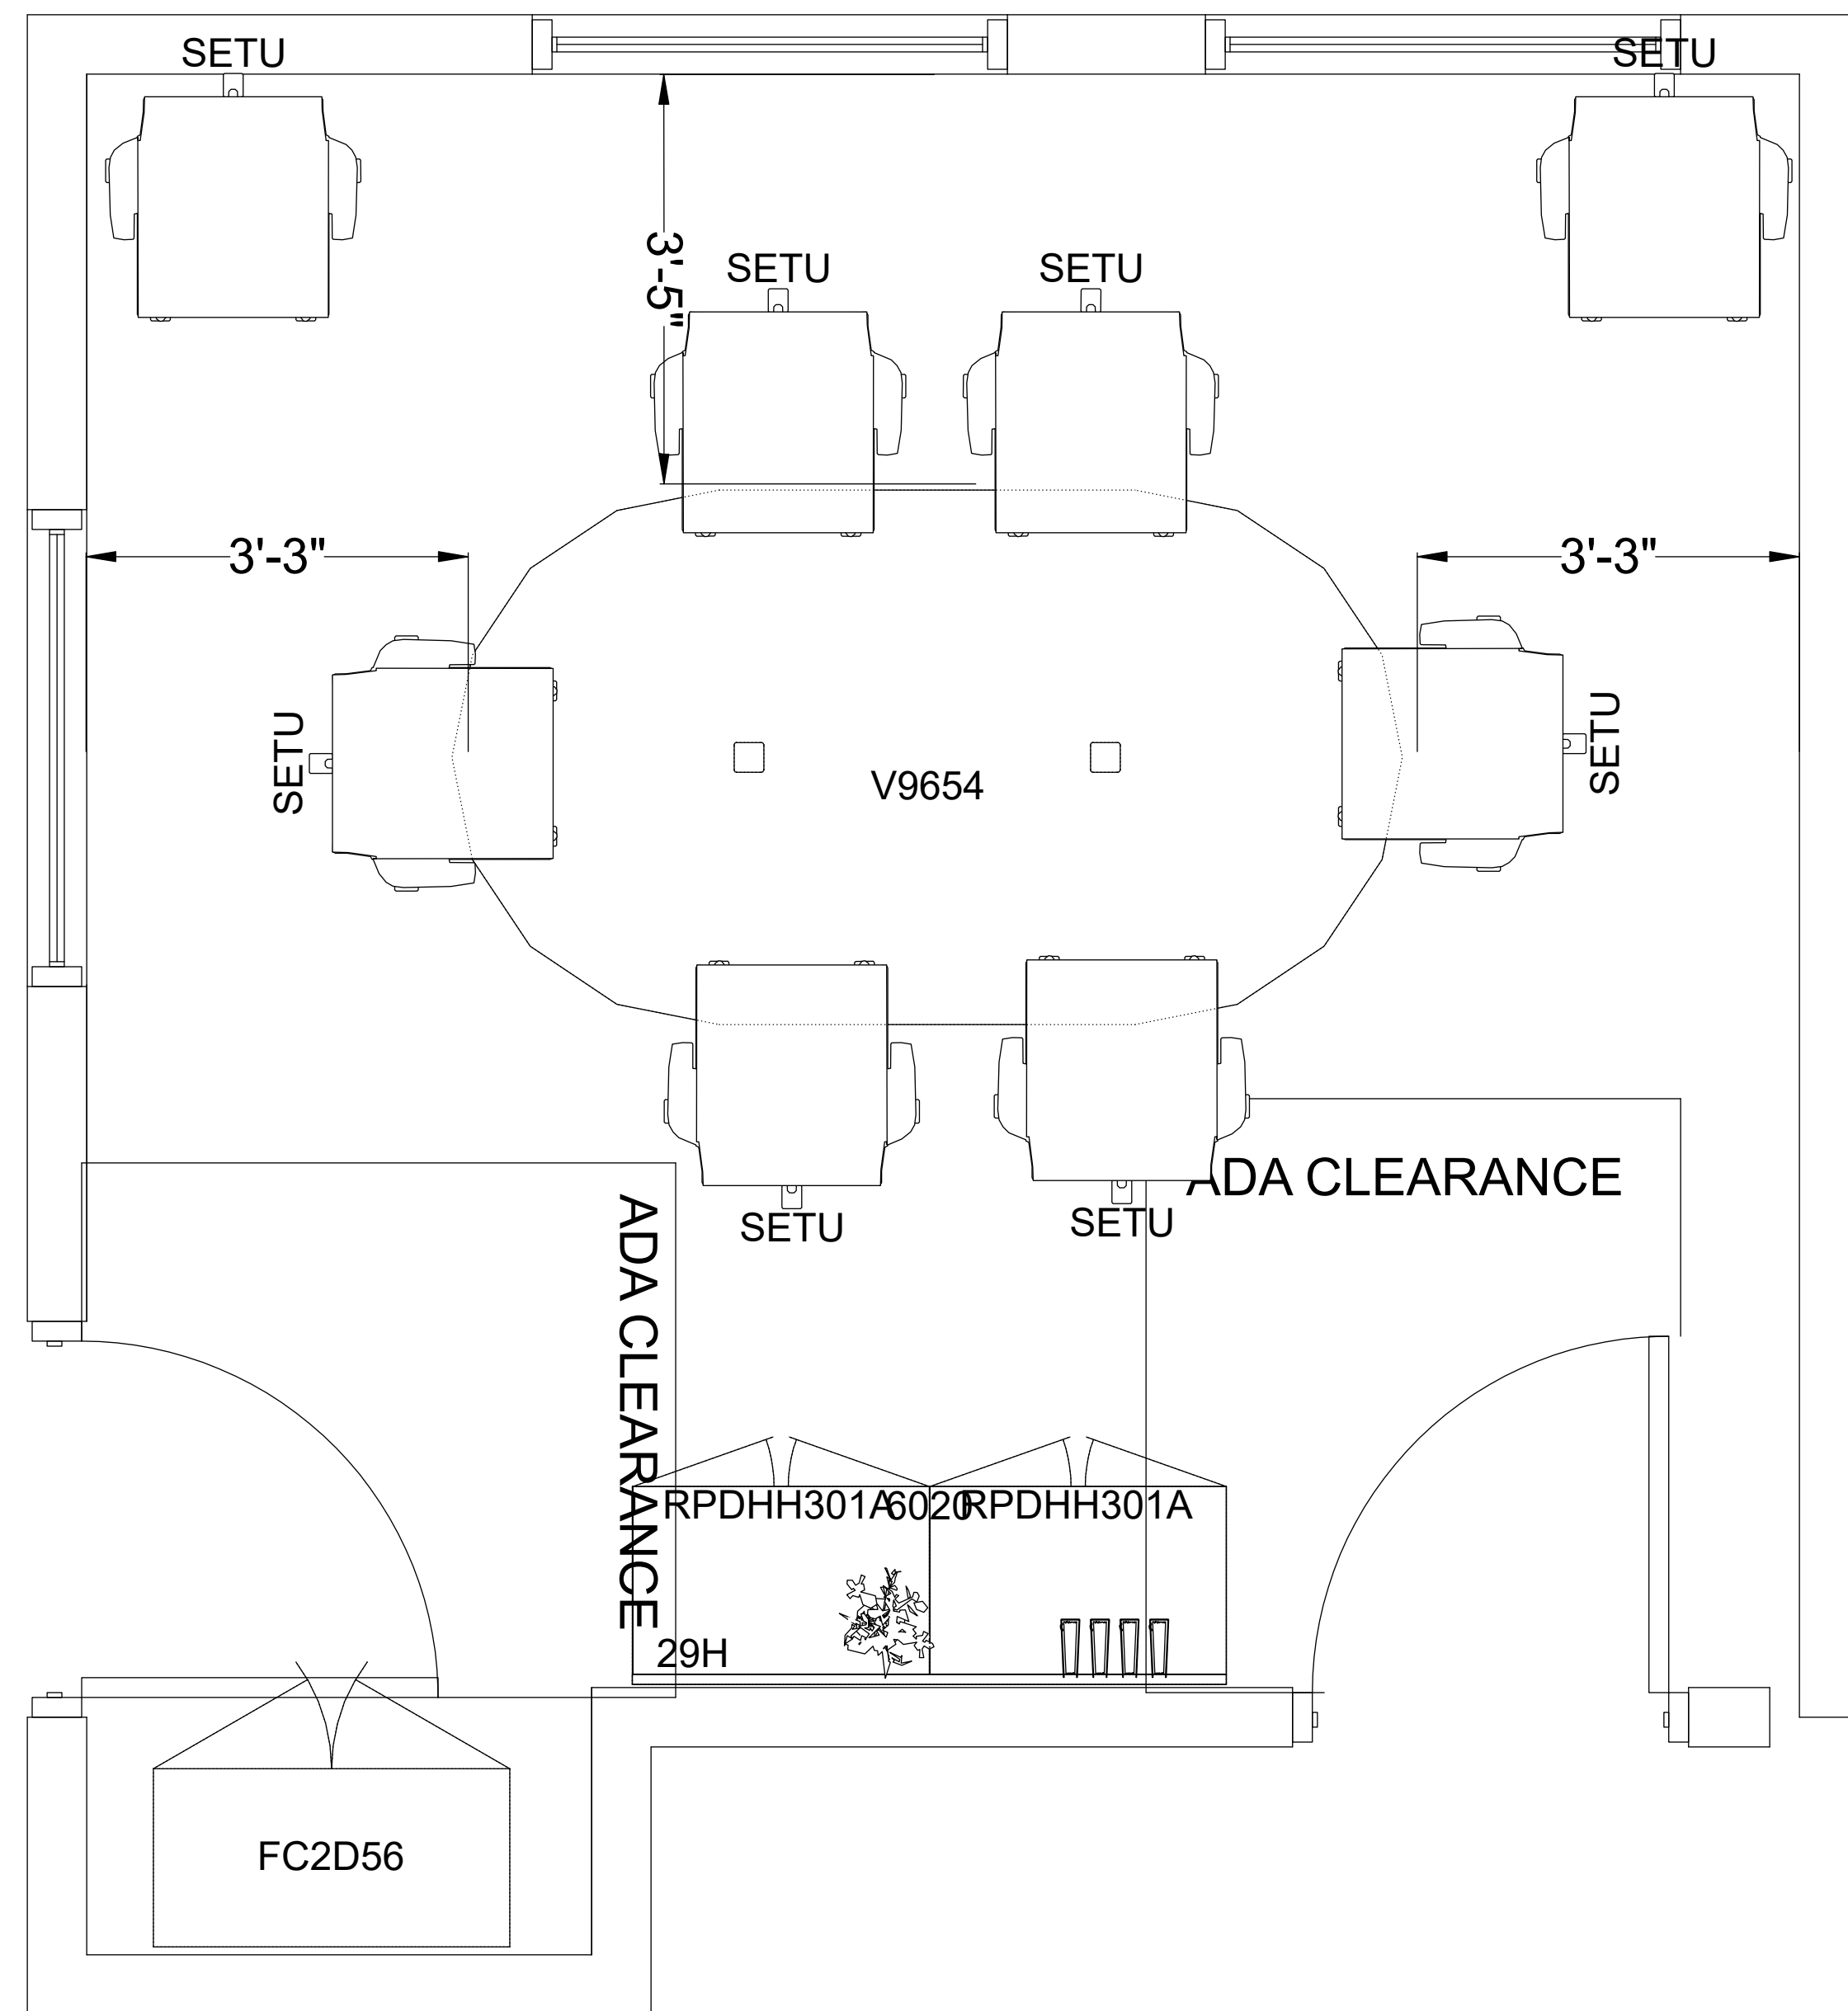 SETU
SETU
3'-5"
SETU
SETU
3'-3"
3'-3"
SETU
V9654
SETU
ADA CLEARANCE
SETU
SETU
ADA CLEARANCE
RPDHH301A
6020
RPDHH301A
29H
FC2D56